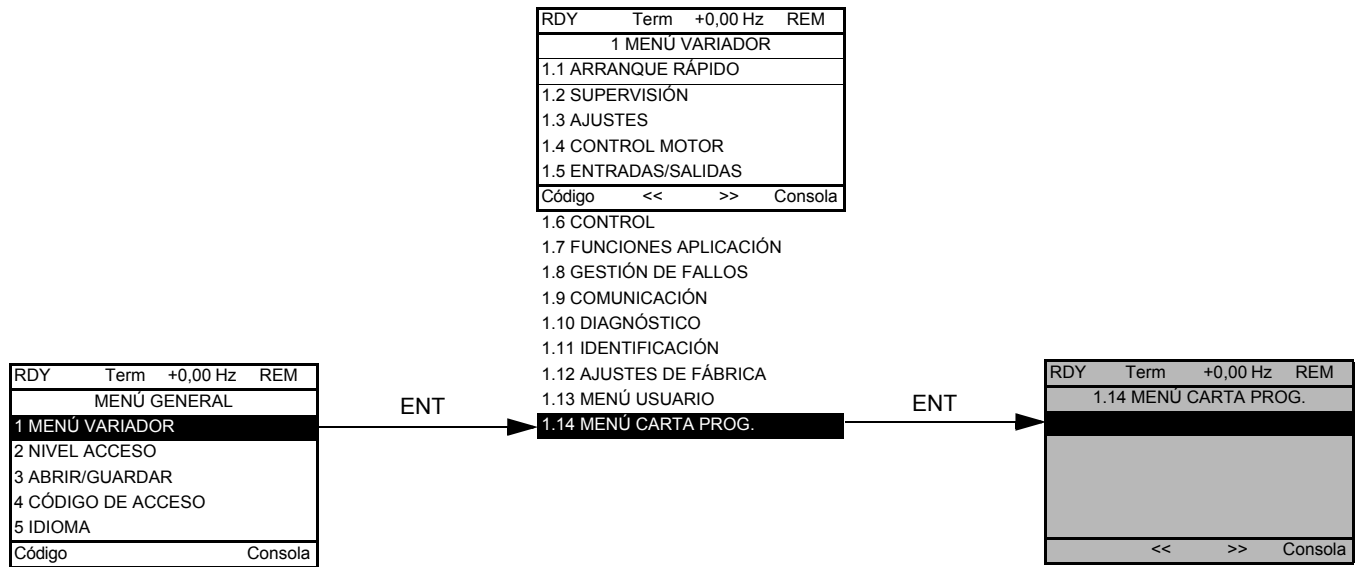 RDY Term +0,00 Hz REM
1 MENÚ VARIADOR
1.1 ARRANQUE RÁPIDO
1.2 SUPERVISIÓN
1.3 AJUSTES
1.4 CONTROL MOTOR
1.5 ENTRADAS/SALIDAS
Código << >> Consola
1.6 CONTROL
1.7 FUNCIONES APLICACIÓN
1.8 GESTIÓN DE FALLOS
1.9 COMUNICACIÓN
1.10 DIAGNÓSTICO
1.11 IDENTIFICACIÓN
1.12 AJUSTES DE FÁBRICA
1.13 MENÚ USUARIO
1.14 MENÚ CARTA PROG.
RDY Term +0,00 Hz REM
MENÚ GENERAL
1 MENÚ VARIADOR
2 NIVEL ACCESO
3 ABRIR/GUARDAR
4 CÓDIGO DE ACCESO
5 IDIOMA
Código Consola
ENT
ENT
RDY Term +0,00 Hz REM
1.14 MENÚ CARTA PROG.
<< >> Consola